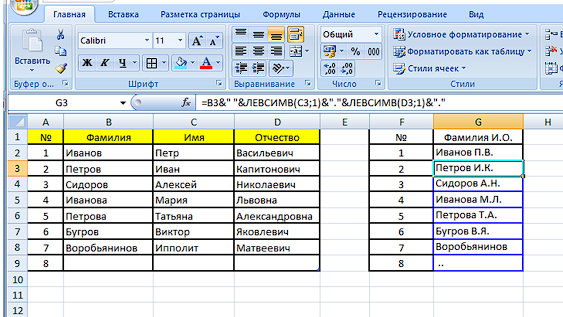 Главная Вставка Разметка страницы Формулы Данные Рецензирование Вид
Calibri 11 Общий Условное форматирование
Вставить Ж К Ч % 000 Форматировать как таблицу
Стили ячеек
Буфер о... Шрифт Выравнивание Число Стили
G3 fx =B3&" "&ЛЕВСИМВ(C3;1)&"."&ЛЕВСИМВ(D3;1)&"."
A B C D E F G H
1 № Фамилия Имя Отчество № Фамилия И.О.
2 1 Иванов Петр Васильевич 1 Иванов П.В.
3 2 Петров Иван Капитонович 2 Петров И.К.
4 3 Сидоров Алексей Николаевич 3 Сидоров А.Н.
5 4 Иванова Мария Львовна 4 Иванова М.Л.
6 5 Петрова Татьяна Александровна 5 Петрова Т.А.
7 6 Бугров Виктор Яковлевич 6 Бугров В.Я.
8 7 Воробьянинов Ипполит Матвеевич 7 Воробьянинов
9 8 8 ..
10
11
12